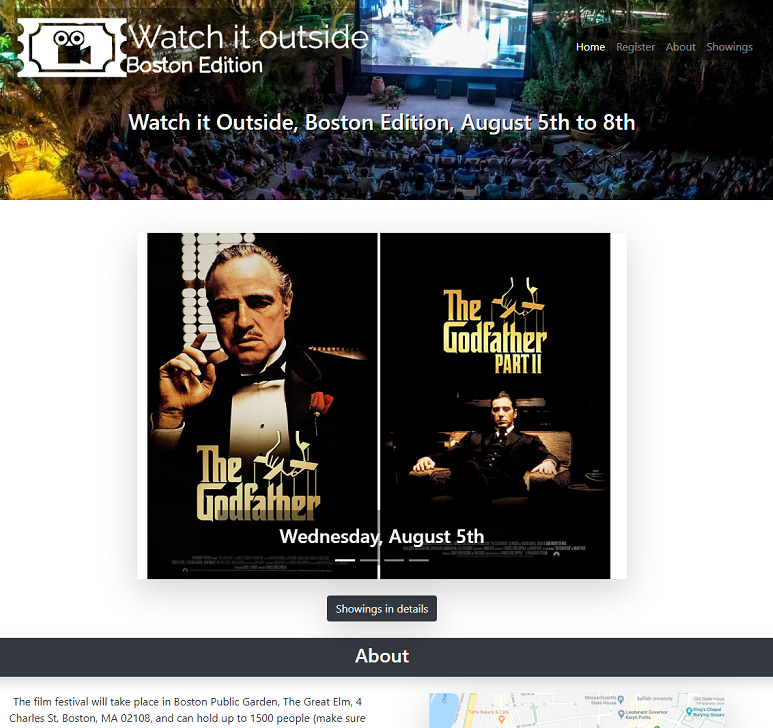 Watch it outside
Boston Edition
Home Register About Showings
Watch it Outside, Boston Edition, August 5th to 8th
The
Godfather
PART II
The
Godfather
Wednesday, August 5th
Showings in details
About
The film festival will take place in Boston Public Garden, The Great Elm, 4
Charles St, Boston, MA 02108, and can hold up to 1500 people (make sure
Massachusetts
State House
Suffolk University
Old State House
Tatte Bakery & Cafe
Lieutenant Governor
Karyn Polito
King's Chapel
Burying Ground